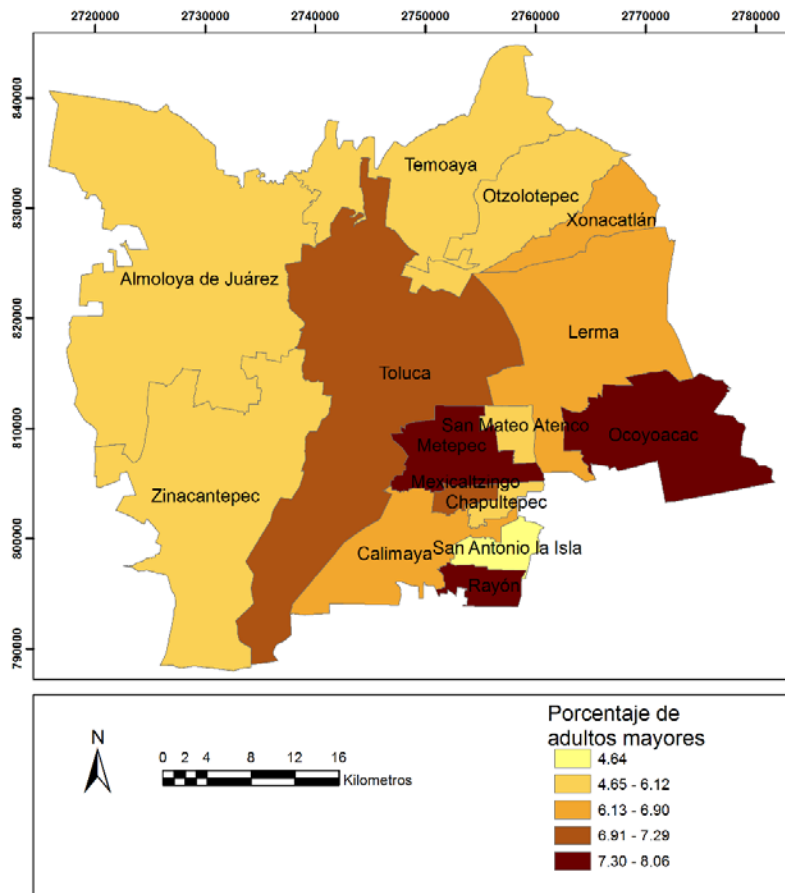 2720000 2730000 2740000 2750000 2760000 2770000 2780000
840000
830000
820000
810000
800000
790000
Temoaya
Otzolotepec
Xonacatlán
Almoloya de Juárez
Lerma
Toluca
San Mateo Atenco
Ocoyoacac
Metepec
Mexicaltzingo
Zinacantepec
Chapultepec
Calimaya
San Antonio la Isla
Rayón
N
0 2 4 8 12 16
Kilometros
Porcentaje de
adultos mayores
4.64
4.65 - 6.12
6.13 - 6.90
6.91 - 7.29
7.30 - 8.06